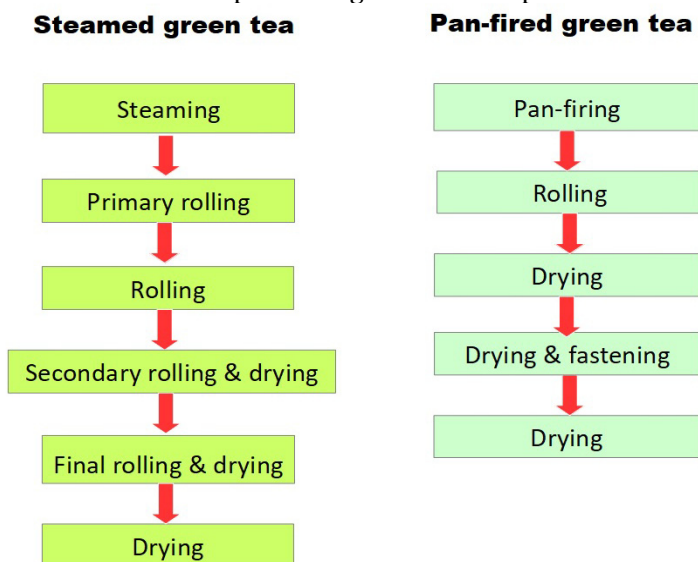 Steamed green tea
Steaming
Primary rolling
Rolling
Secondary rolling & drying
Final rolling & drying
Drying
Pan-fired green tea
Pan-firing
Rolling
Drying
Drying & fastening
Drying